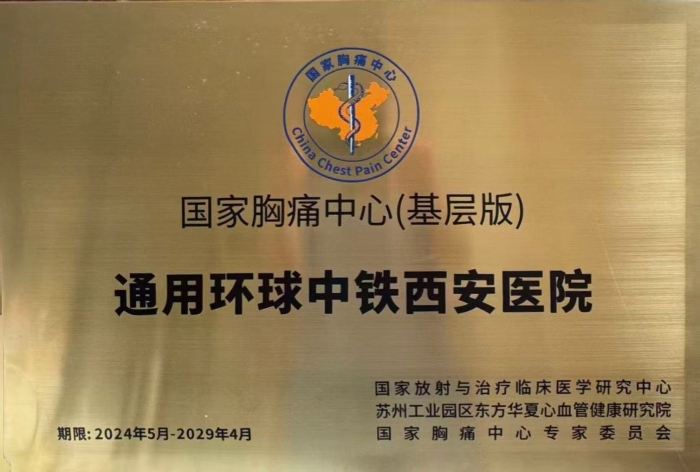 国家胸痛中心
China Chest Pain Center
国家胸痛中心(基层版)
通用环球中铁西安医院
国家放射与治疗临床医学研究中心
苏州工业园区东方华夏心血管健康研究院
期限: 2024年5月-2029年4月
国家胸痛中心专家委员会